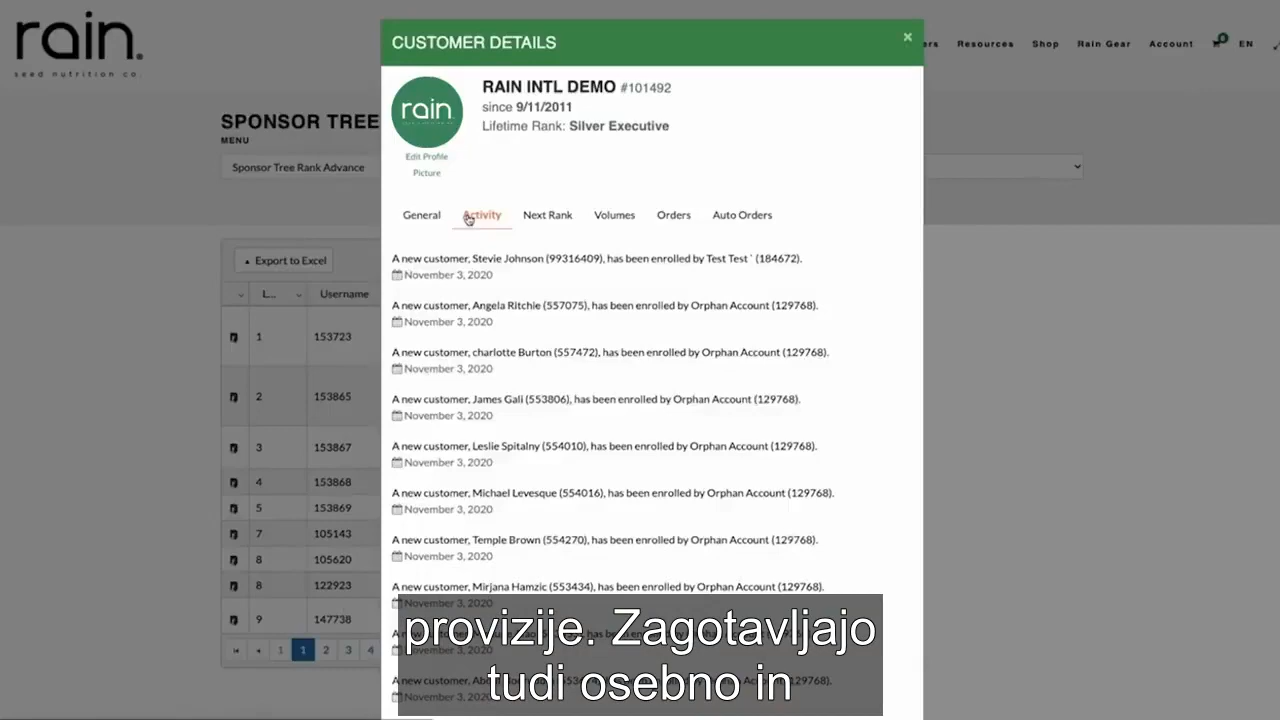 rain.
seed nutrition co.
CUSTOMER DETAILS
×
ers Resources Shop Rain Gear Account 0 EN
SPONSOR TREE
MENU
Sponsor Tree Rank Advance
rain.
Edit Profile
Picture
RAIN INTL DEMO #101492
since 9/11/2011
Lifetime Rank: Silver Executive
General Activity Next Rank Volumes Orders Auto Orders
Export to Excel
L... Username
1 153723
2 153865
3 153867
4 153868
5 153869
7 105143
8 105620
8 122923
9 147738
1 1 2 3 4
A new customer, Stevie Johnson (99316409), has been enrolled by Test Test ` (184672).
November 3, 2020
A new customer, Angela Ritchie (557075), has been enrolled by Orphan Account (129768).
November 3, 2020
A new customer, charlotte Burton (557472), has been enrolled by Orphan Account (129768).
November 3, 2020
A new customer, James Gali (553806), has been enrolled by Orphan Account (129768).
November 3, 2020
A new customer, Leslie Spitalny (554010), has been enrolled by Orphan Account (129768).
November 3, 2020
A new customer, Michael Levesque (554016), has been enrolled by Orphan Account (129768).
November 3, 2020
A new customer, Temple Brown (554270), has been enrolled by Orphan Account (129768).
November 3, 2020
A new customer, Mirjana Hamzic (553434), has been enrolled by Orphan Account (129768).
November 3, 2020
provizije. Zagotavljajo
tudi osebno in